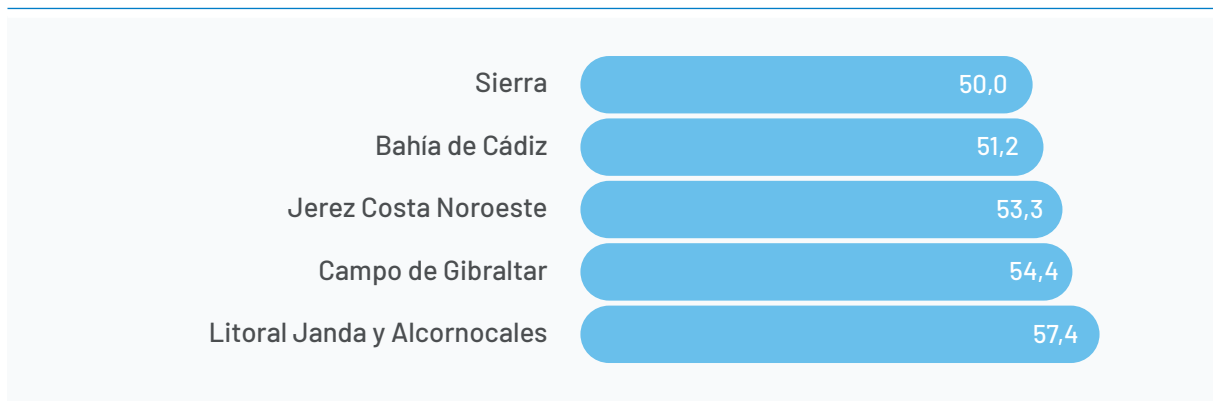 Sierra 50,0
Bahía de Cádiz 51,2
Jerez Costa Noroeste 53,3
Campo de Gibraltar 54,4
Litoral Janda y Alcornocales 57,4